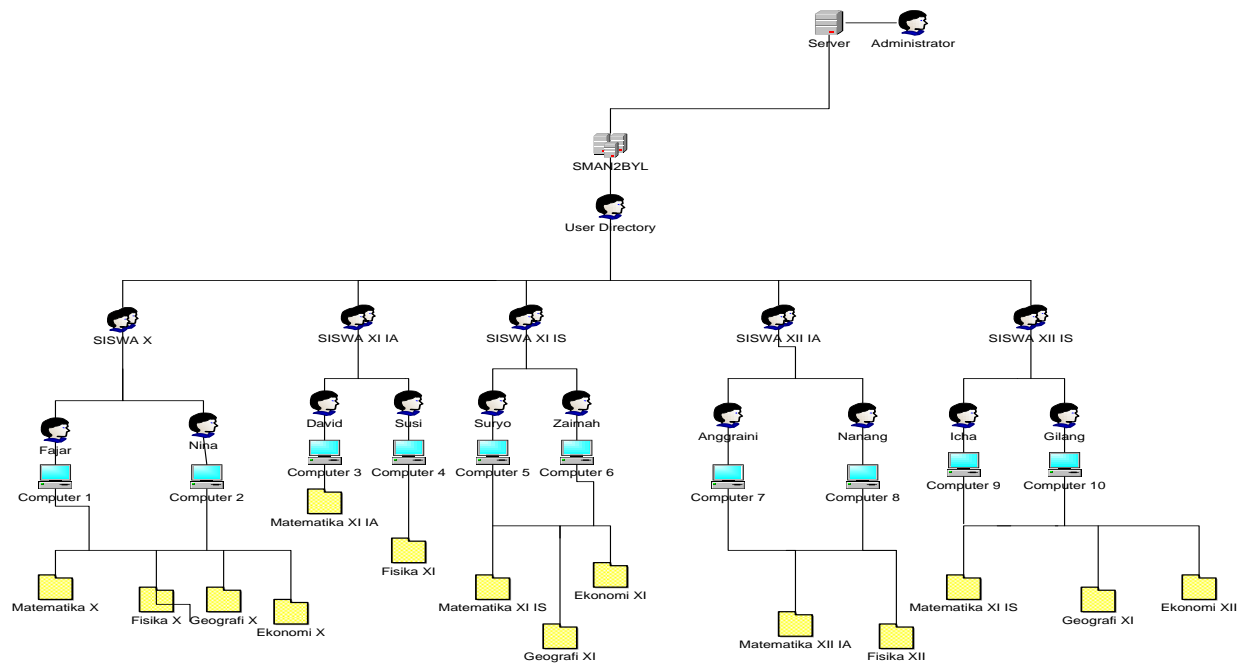 Server
Administrator
SMAN2BYL
User Directory
SISWA X
SISWA XI IA
SISWA XI IS
SISWA XII IA
SISWA XII IS
Fajar
Nina
David
Susi
Suryo
Zaimah
Anggraini
Nanang
Icha
Gilang
Computer 1
Computer 2
Computer 3
Computer 4
Computer 5
Computer 6
Computer 7
Computer 8
Computer 9
Computer 10
Matematika X
Fisika X
Geografi X
Ekonomi X
Matematika XI IA
Fisika XI
Matematika XI IS
Geografi XI
Ekonomi XI
Matematika XII IA
Fisika XII
Matematika XI IS
Geografi XI
Ekonomi XII